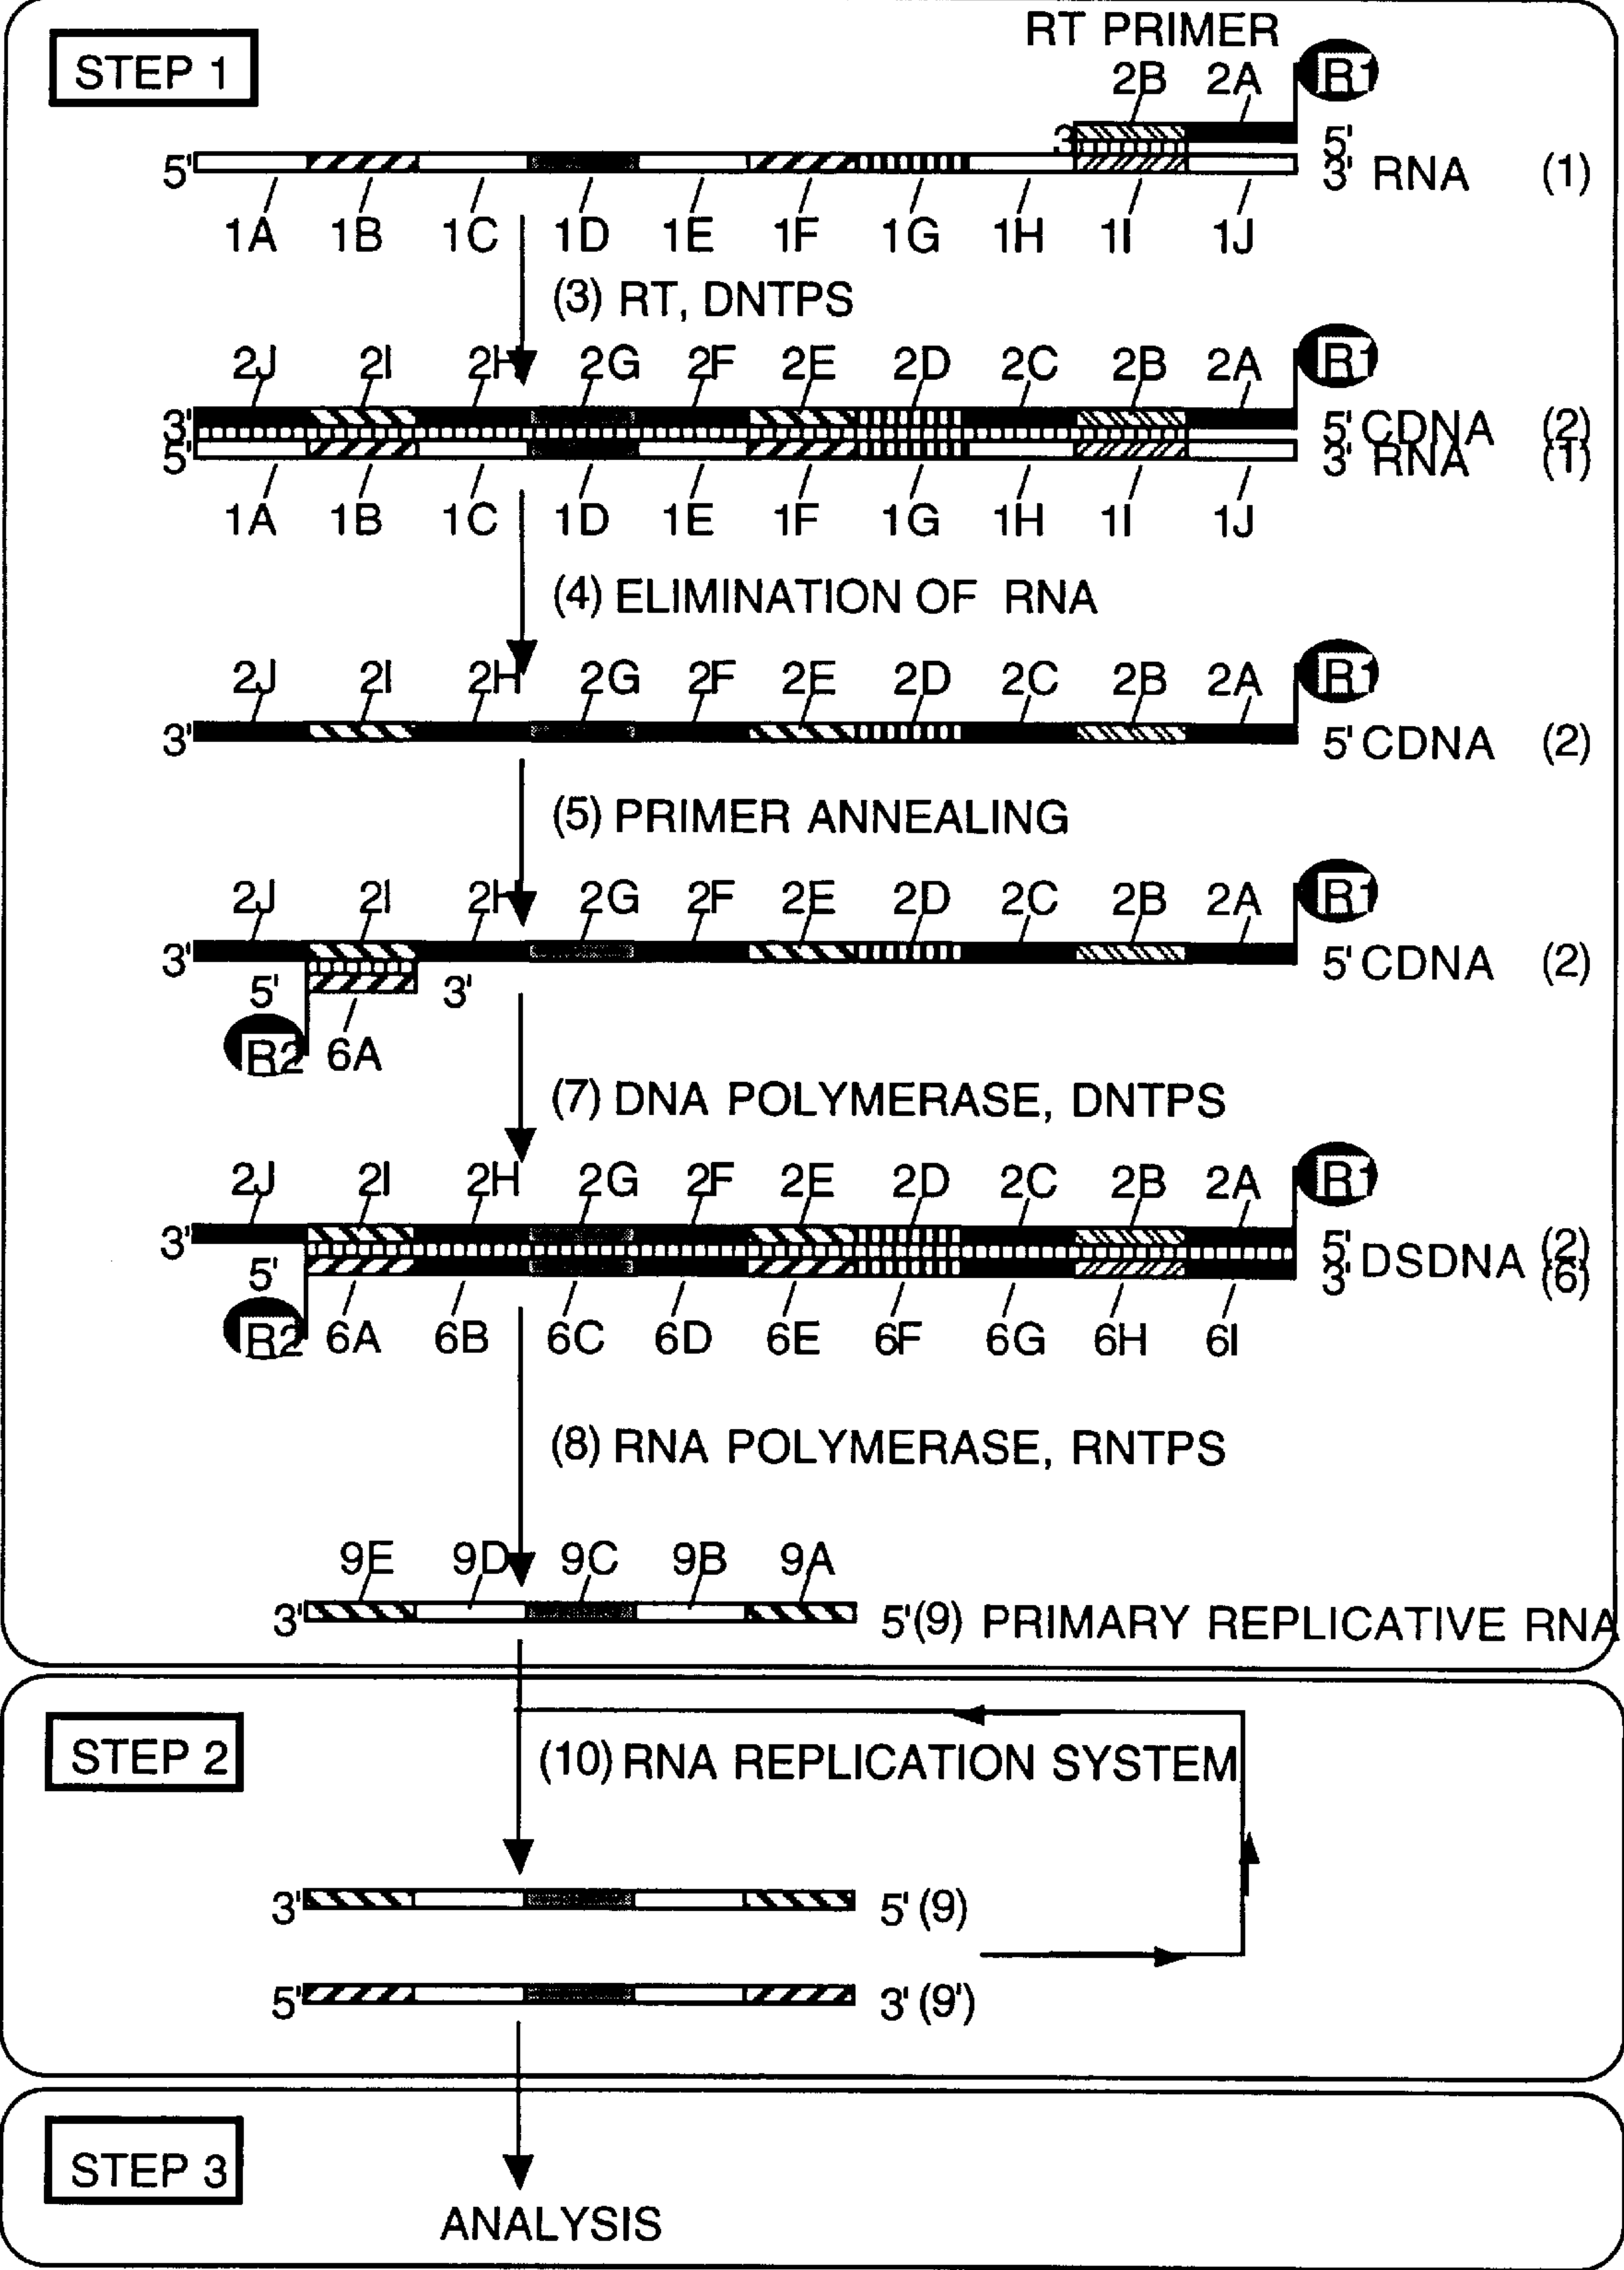 RT PRIMER
STEP 1
2B 2A R1
3' 5'
5' 3' RNA (1)
1A 1B 1C 1D 1E 1F 1G 1H 1I 1J
(3) RT, DNTPS
2J 2I 2H 2G 2F 2E 2D 2C 2B 2A R1
3' 5' CDNA (2)
5' 3' RNA (1)
1A 1B 1C 1D 1E 1F 1G 1H 1I 1J
(4) ELIMINATION OF RNA
2J 2I 2H 2G 2F 2E 2D 2C 2B 2A R1
3' 5' CDNA (2)
(5) PRIMER ANNEALING
2J 2I 2H 2G 2F 2E 2D 2C 2B 2A R1
3' 5' CDNA (2)
5' 3'
R2 6A
(7) DNA POLYMERASE, DNTPS
2J 2I 2H 2G 2F 2E 2D 2C 2B 2A R1
3' 5' (2)
DSDNA
5' 3' (6)
R2 6A 6B 6C 6D 6E 6F 6G 6H 6I
(8) RNA POLYMERASE, RNTPS
9E 9D 9C 9B 9A
3' 5' (9) PRIMARY REPLICATIVE RNA
STEP 2
(10) RNA REPLICATION SYSTEM
3' 5' (9)
5' 3' (9')
STEP 3
ANALYSIS